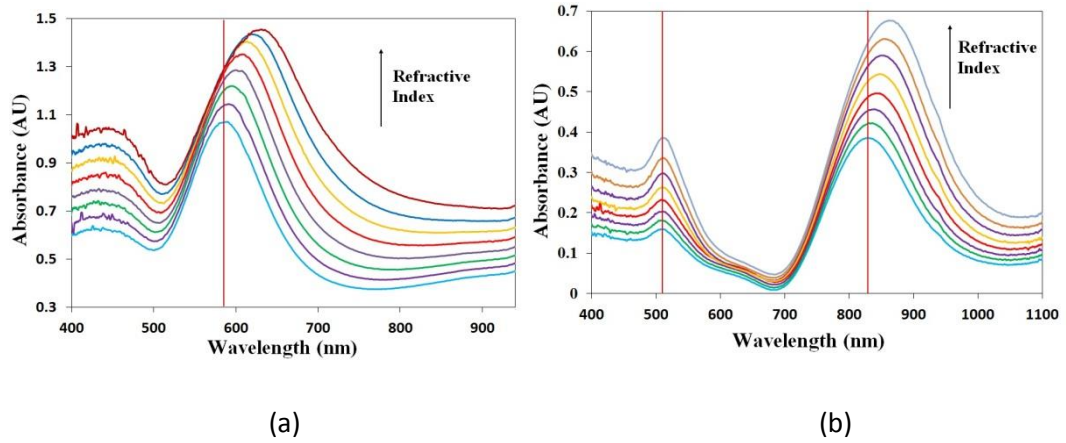 1.5
1.3
1.1
0.9
0.7
0.5
0.3
400
500
600
700
800
900
Absorbance (AU)
Wavelength (nm)
Refractive
Index
0.7
0.6
0.5
0.4
0.3
0.2
0.1
0
400
500
600
700
800
900
1000
1100
Absorbance (AU)
Wavelength (nm)
Refractive
Index
(a)
(b)